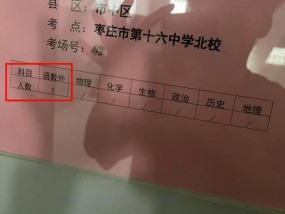 县 区：市中区
考 点：枣庄市第十六中学北校
考场号：
科目 语数外 物理 化学 生物 政治 历史 地理
人数 1 / / / / / /